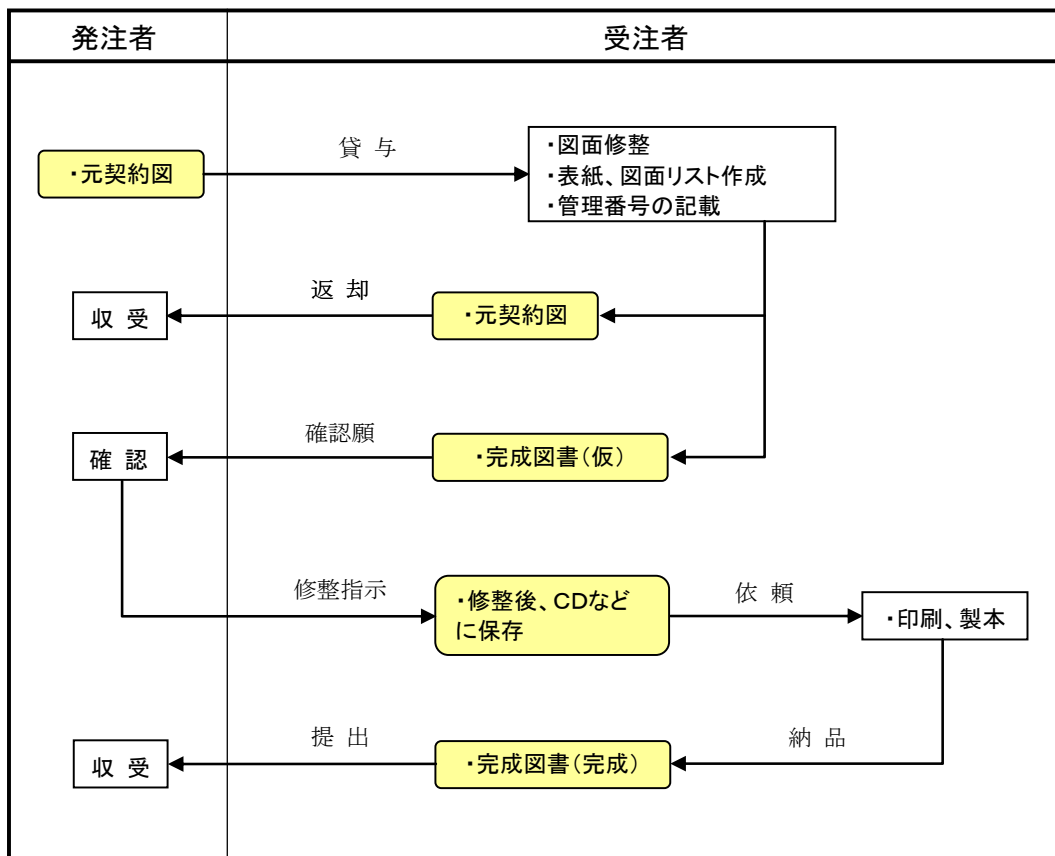 発注者
受注者
貸 与
・元契約図
・図面修整
・表紙、図面リスト作成
・管理番号の記載
返 却
収 受
・元契約図
確認願
確 認
・完成図書（仮）
修整指示
・修整後、CDなど
に保存
依 頼
・印刷、製本
提 出
納 品
収 受
・完成図書（完成）